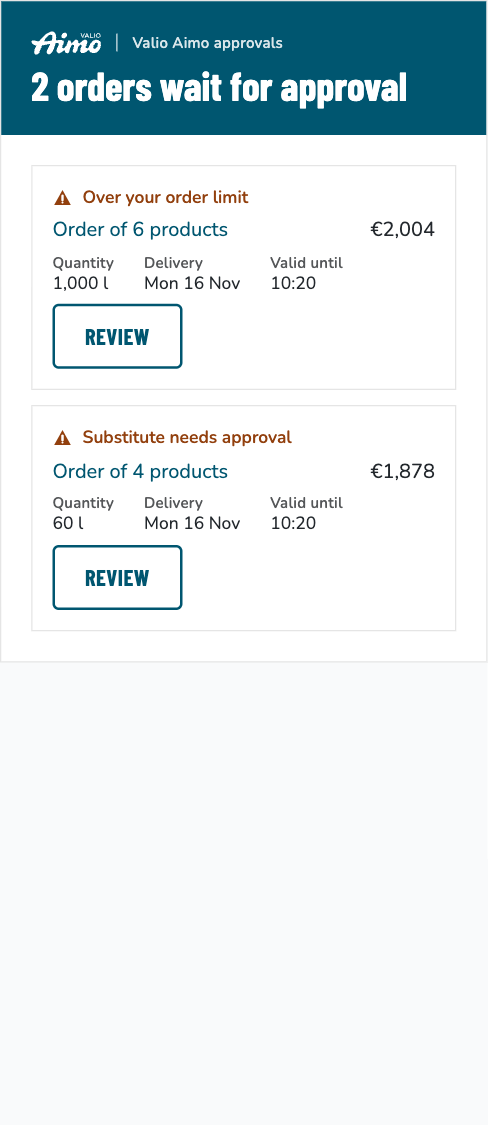 Aimo VALIO | Valio Aimo approvals
2 orders wait for approval
Over your order limit
Order of 6 products €2,004
Quantity Delivery Valid until
1,000 l Mon 16 Nov 10:20
REVIEW
Substitute needs approval
Order of 4 products €1,878
Quantity Delivery Valid until
60 l Mon 16 Nov 10:20
REVIEW